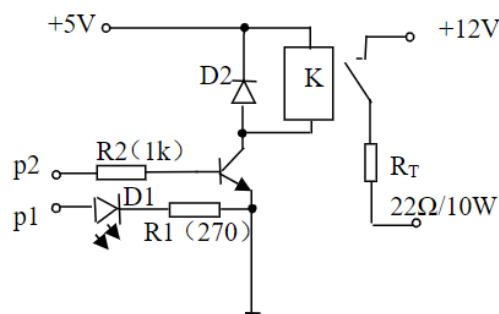 +5V
+12V
D2
K
R2（1k）
p2
R_T
D1
p1
R1（270）
22Ω/10W